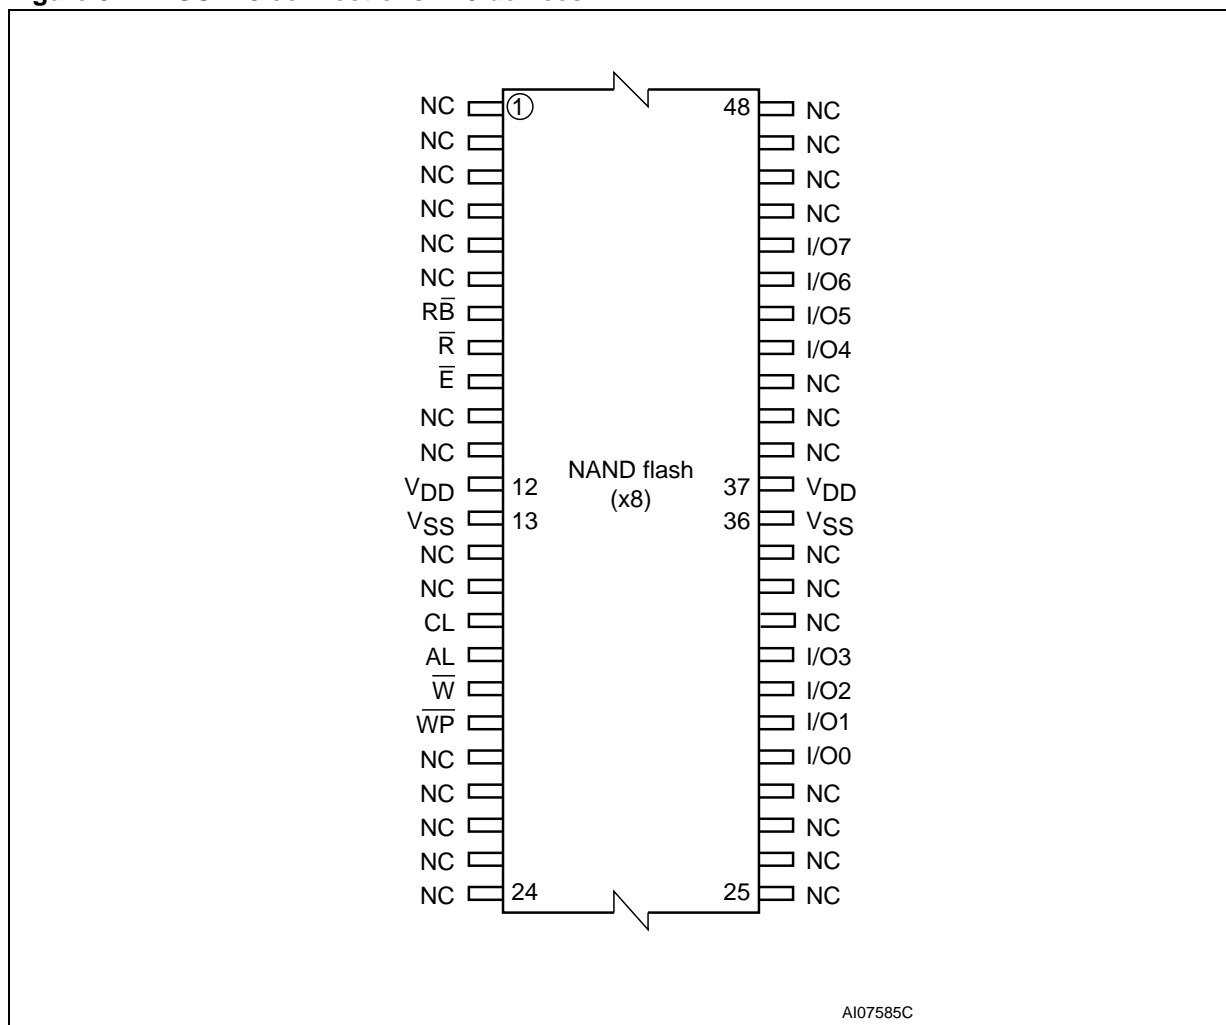 NC 1 48 NC
NC NC
NC NC
NC NC
NC I/O7
NC I/O6
RB̅ I/O5
R̅ I/O4
E̅ NC
NC NC
NC NC
NAND flash
VDD 12 37 VDD
(x8)
VSS 13 36 VSS
NC NC
NC NC
CL NC
AL I/O3
W̅ I/O2
W̅P̅ I/O1
NC I/O0
NC NC
NC NC
NC NC
NC 24 25 NC
AI07585C